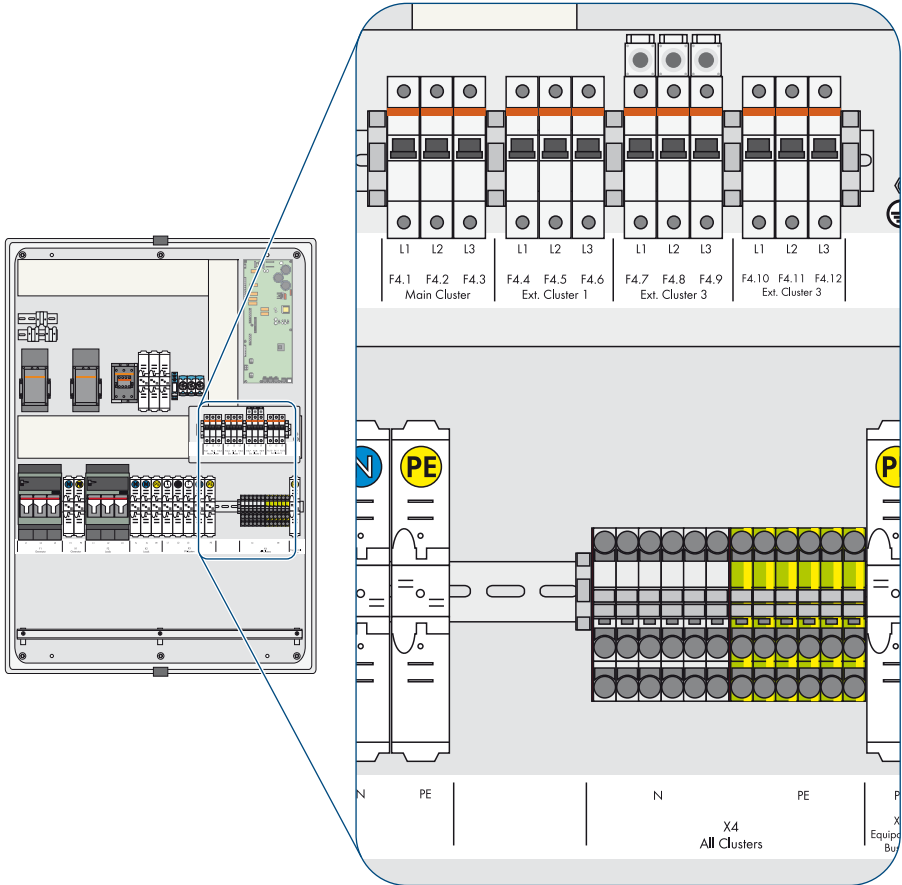 L1 L2 L3 L1 L2 L3 L1 L2 L3 L1 L2 L3
F4.1 F4.2 F4.3 F4.4 F4.5 F4.6 F4.7 F4.8 F4.9 F4.10 F4.11 F4.12
Main Cluster Ext. Cluster 1 Ext. Cluster 3 Ext. Cluster 3
N PE
N PE N PE
X4
All Clusters